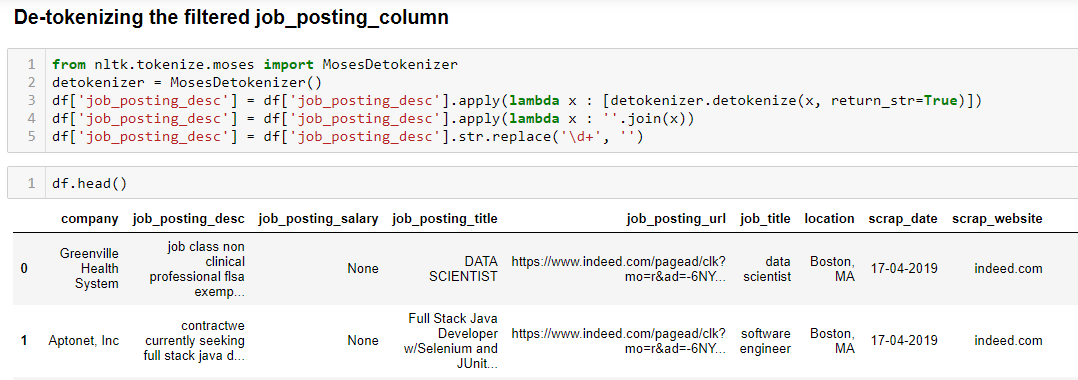 De-tokenizing the filtered job_posting_column
1 from nltk.tokenize.moses import MosesDetokenizer
2 detokenizer = MosesDetokenizer()
3 df['job_posting_desc'] = df['job_posting_desc'].apply(lambda x : [detokenizer.detokenize(x, return_str=True)])
4 df['job_posting_desc'] = df['job_posting_desc'].apply(lambda x : ''.join(x))
5 df['job_posting_desc'] = df['job_posting_desc'].str.replace('\d+', '')
1 df.head()
company job_posting_desc job_posting_salary job_posting_title job_posting_url job_title location scrap_date scrap_website
0
Greenville
Health
System
job class non
clinical
professional flsa
exemp...
None
DATA
SCIENTIST
https://www.indeed.com/pagead/clk?
mo=r&ad=-6NY...
data
scientist
Boston,
MA
17-04-2019
indeed.com
1
Aptonet, Inc
contractwe
currently seeking
full stack java d...
None
Full Stack Java
Developer
w/Selenium and
JUnit...
https://www.indeed.com/pagead/clk?
mo=r&ad=-6NY...
software
engineer
Boston,
MA
17-04-2019
indeed.com